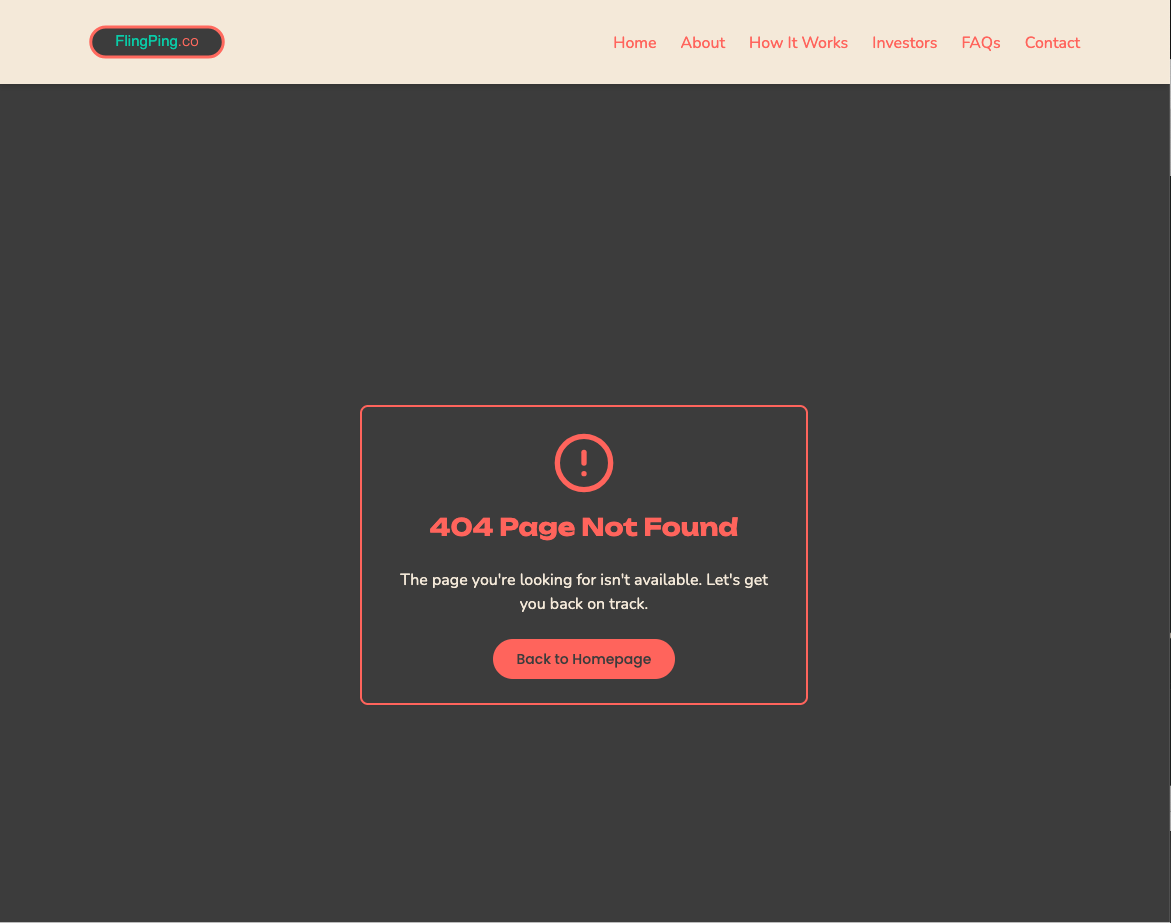 FlingPing.co
Home About How It Works Investors FAQs Contact
404 Page Not Found
The page you're looking for isn't available. Let's get
you back on track.
Back to Homepage